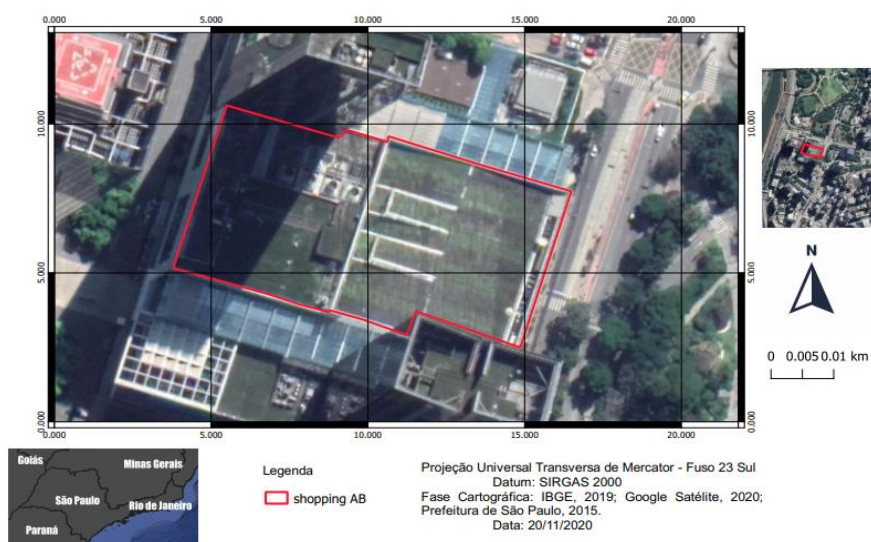 0.000 5.000 10.000 15.000 20.000
10.000 10.000
5.000 5.000
0.000 0.000
0.000 5.000 10.000 15.000 20.000
N
0 0.005 0.01 km
Goiás
Minas Gerais
São Paulo
Rio de Janeiro
Paraná
Legenda
shopping AB
Projeção Universal Transversa de Mercator - Fuso 23 Sul
Datum: SIRGAS 2000
Fase Cartográfica: IBGE, 2019; Google Satélite, 2020;
Prefeitura de São Paulo, 2015.
Data: 20/11/2020